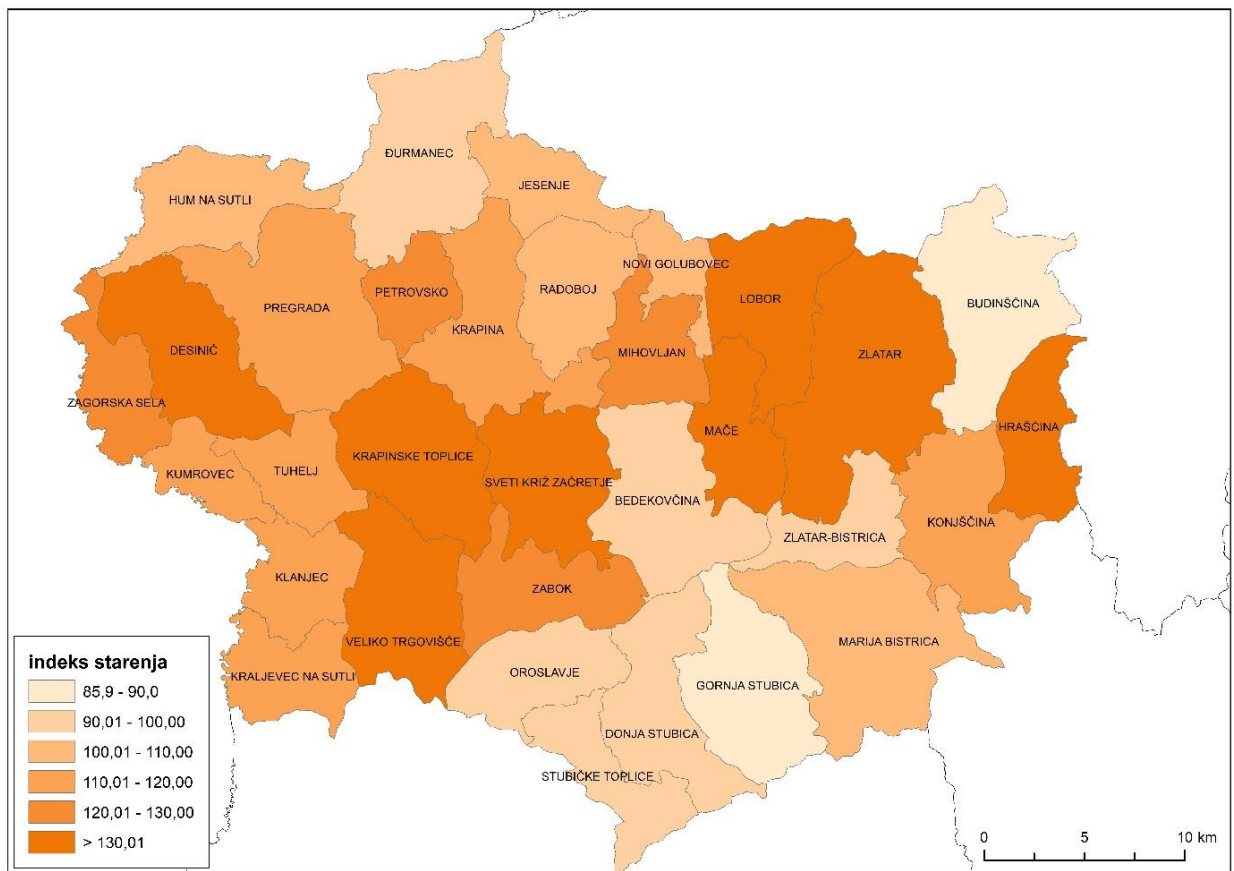 ĐURMANEC
JESENJE
HUM NA SUTLI
NOVI GOLUBOVEC
RADOBOJ
PETROVSKO
LOBOR
BUDINŠČINA
PREGRADA
KRAPINA
DESINIĆ
MIHOVLJAN
ZLATAR
ZAGORSKA SELA
HRAŠĆINA
MAČE
KRAPINSKE TOPLICE
KUMROVEC
TUHELJ
SVETI KRIŽ ZAČRETJE
BEDEKOVČINA
KONJŠČINA
ZLATAR-BISTRICA
KLANJEC
ZABOK
VELIKO TRGOVIŠĆE
MARIJA BISTRICA
KRALJEVEC NA SUTLI
OROSLAVJE
GORNJA STUBICA
DONJA STUBICA
STUBIČKE TOPLICE
indeks starenja
85,9 - 90,0
90,01 - 100,00
100,01 - 110,00
110,01 - 120,00
120,01 - 130,00
> 130,01
0 5 10 km